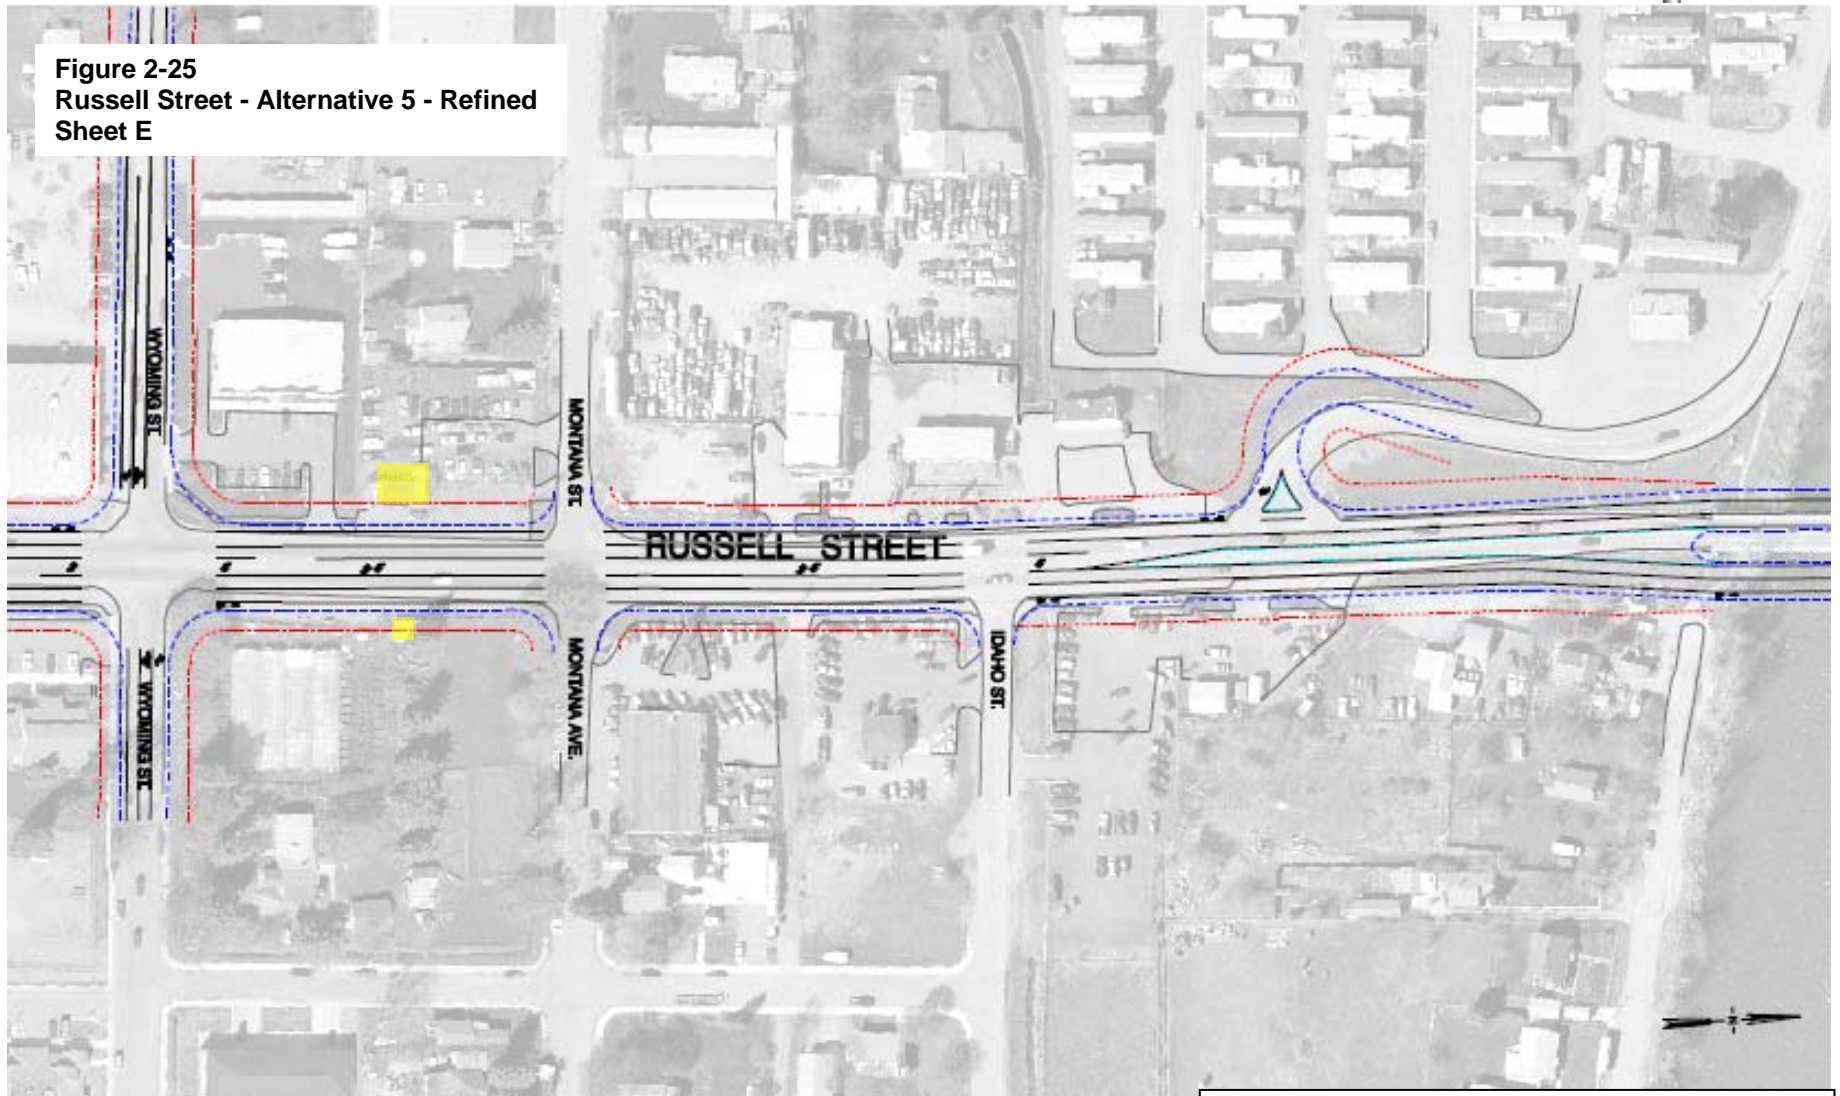 Figure 2-25
Russell Street - Alternative 5 - Refined
Sheet E
WYOMING ST.
MONTANA ST.
RUSSELL STREET
WYOMING ST.
MONTANA AVE.
IDAHO ST.
N